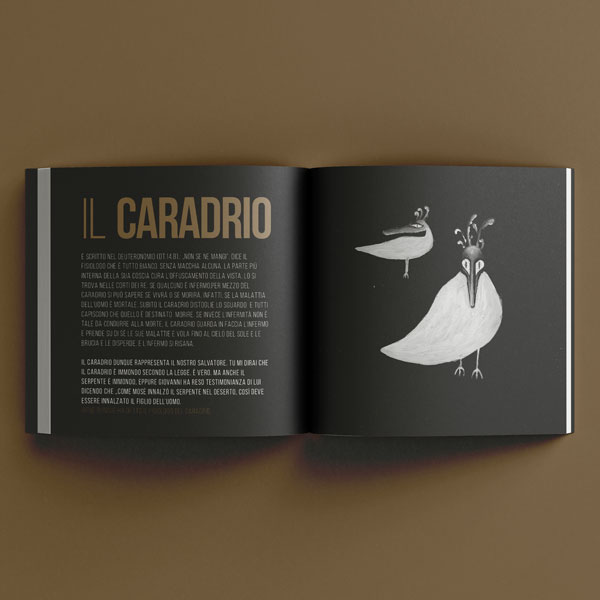 IL CARADRIO
È SCRITTO NEL DEUTERONOMIO (DT.14.8): „NON SE NE MANGI". DICE IL
FISIOLOGO CHE È TUTTO BIANCO, SENZA MACCHIA ALCUNA. LA PARTE PIÙ
INTERNA DELLA SUA COSCIA CURA L'OFFUSCAMENTO DELLA VISTA. LO SI
TROVA NELLE CORTI DEI RE. SE QUALCUNO È INFERMO,PER MEZZO DEL
CARADRIO SI PUÒ SAPERE SE VIVRÀ O SE MORIRÀ. INFATTI, SE LA MALATTIA
DELL'UOMO È MORTALE, SUBITO IL CARADRIO DISTOGLIE LO SGUARDO, E TUTTI
CAPISCONO CHE QUELLO È DESTINATO A MORIRE. SE INVECE L'INFERMITÀ NON È
TALE DA CONDURRE ALLA MORTE, IL CARADRIO GUARDA IN FACCIA L'INFERMO
E PRENDE SU DI SÉ LE SUE MALATTIE E VOLA FINO AL CIELO DEL SOLE E LE
BRUCIA E LE DISPERDE, E L'INFERMO SI RISANA.
IL CARADRIO DUNQUE RAPPRESENTA IL NOSTRO SALVATORE. TU MI DIRAI CHE
IL CARADRIO È IMMONDO SECONDO LA LEGGE. È VERO, MA ANCHE IL
SERPENTE È IMMONDO, EPPURE GIOVANNI HA RESO TESTIMONIANZA DI LUI
DICENDO CHE „COME MOSÈ INNALZÒ IL SERPENTE NEL DESERTO, COSÌ DEVE
ESSERE INNALZATO IL FIGLIO DELL'UOMO.